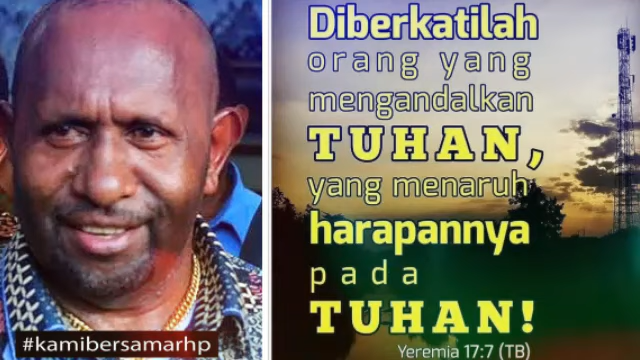 #kamibersamarhp
Diberkatilah
orang yang
mengandalkan
TUHAN,
yang menaruh
harapannya
pada
TUHAN!
Yeremia 17:7 (TB)